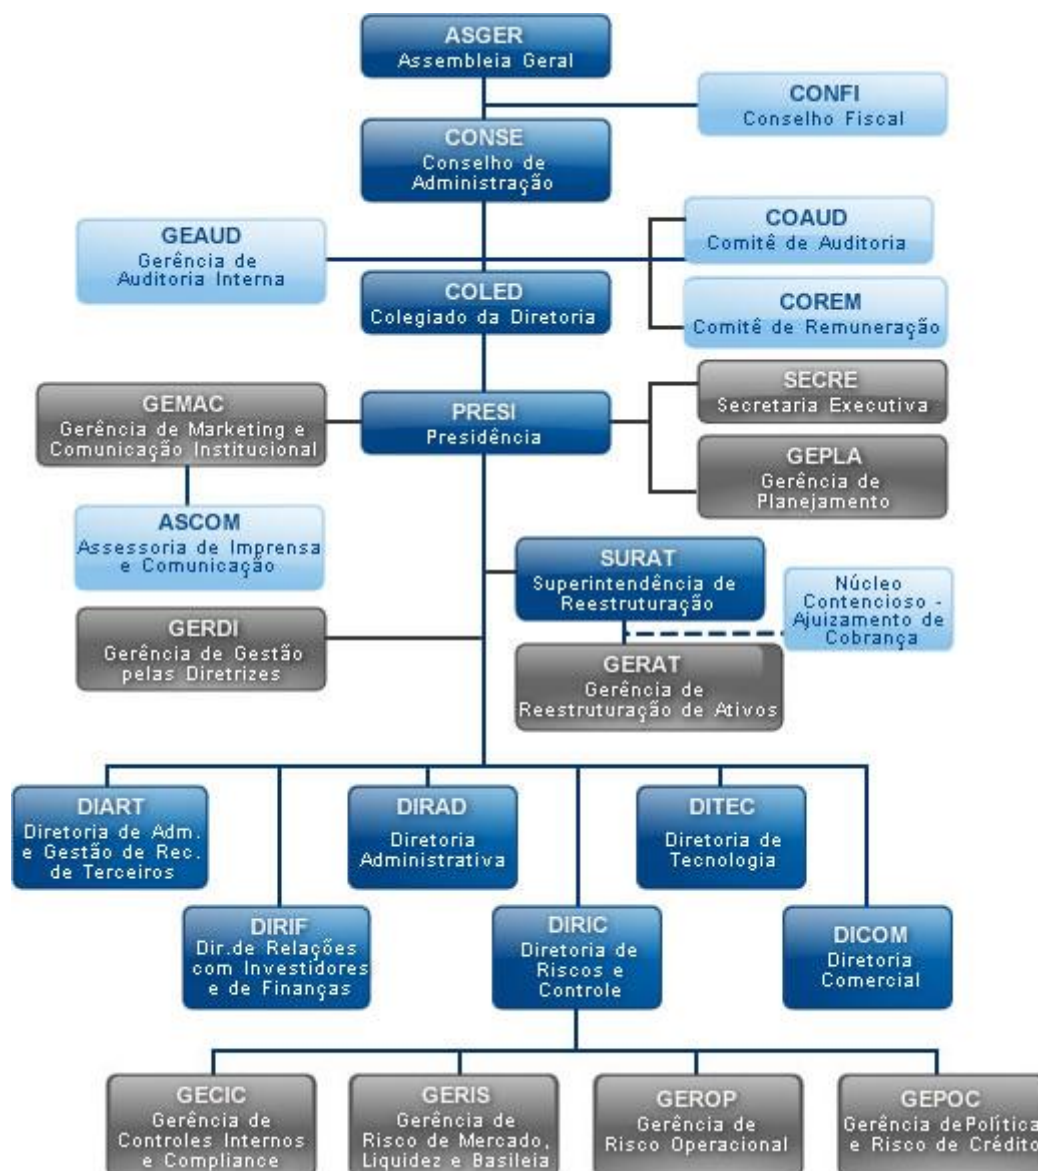 ASGER
Assembleia Geral
CONFI
Conselho Fiscal
CONSE
Conselho de
Administração
GEAUD
Gerência de
Auditoria Interna
COAUD
Comitê de Auditoria
COLED
Colegiado da Diretoria
COREM
Comitê de Remuneração
GEMAC
Gerência de Marketing e
Comunicação Institucional
PRESI
Presidência
SECRE
Secretaria Executiva
GEPLA
Gerência de
Planejamento
ASCOM
Assessoria de Imprensa
e Comunicação
SURAT
Superintendência de
Reestruturação
Núcleo
Contencioso -
Ajuizamento de
Cobrança
GERDI
Gerência de Gestão
pelas Diretrizes
GERAT
Gerência de
Reestruturação de Ativos
DIART
Diretoria de Adm.
e Gestão de Rec.
de Terceiros
DIRAD
Diretoria
Administrativa
DITEC
Diretoria de
Tecnologia
DIRIF
Dir.de Relações
com Investidores
e de Finanças
DIRIC
Diretoria de
Riscos e
Controle
DICOM
Diretoria
Comercial
GECIC
Gerência de
Controles Internos
e Compliance
GERIS
Gerência de
Risco de Mercado,
Liquidez e Basileia
GEROP
Gerência de
Risco Operacional
GEPOC
Gerência de Política
e Risco de Crédito